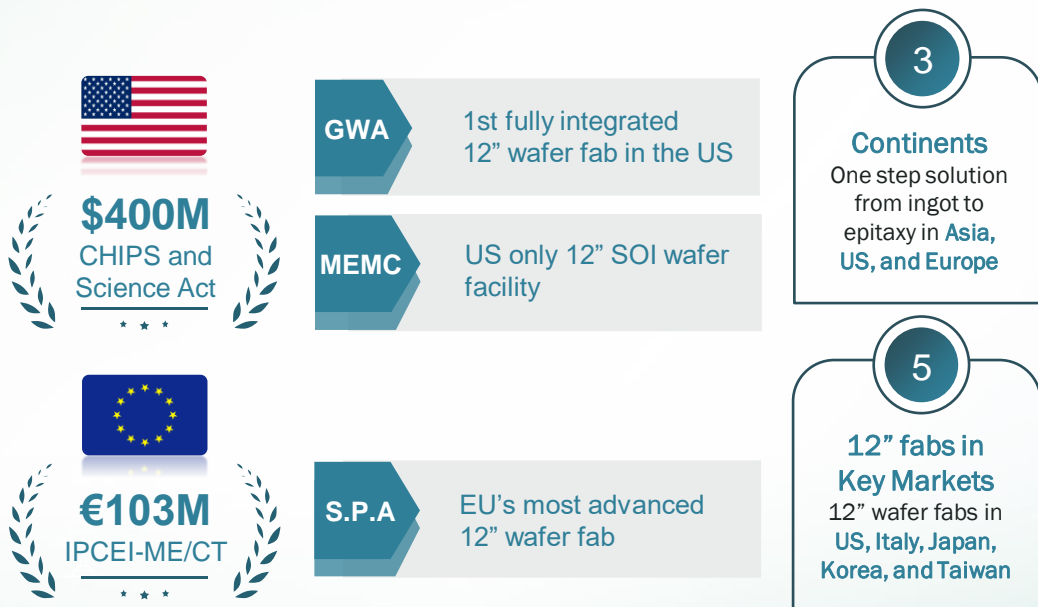 $400M
CHIPS and
Science Act
GWA
1st fully integrated
12” wafer fab in the US
MEMC
US only 12” SOI wafer
facility
€103M
IPCEI-ME/CT
S.P.A
EU’s most advanced
12” wafer fab
3
Continents
One step solution
from ingot to
epitaxy in Asia,
US, and Europe
5
12” fabs in
Key Markets
12” wafer fabs in
US, Italy, Japan,
Korea, and Taiwan